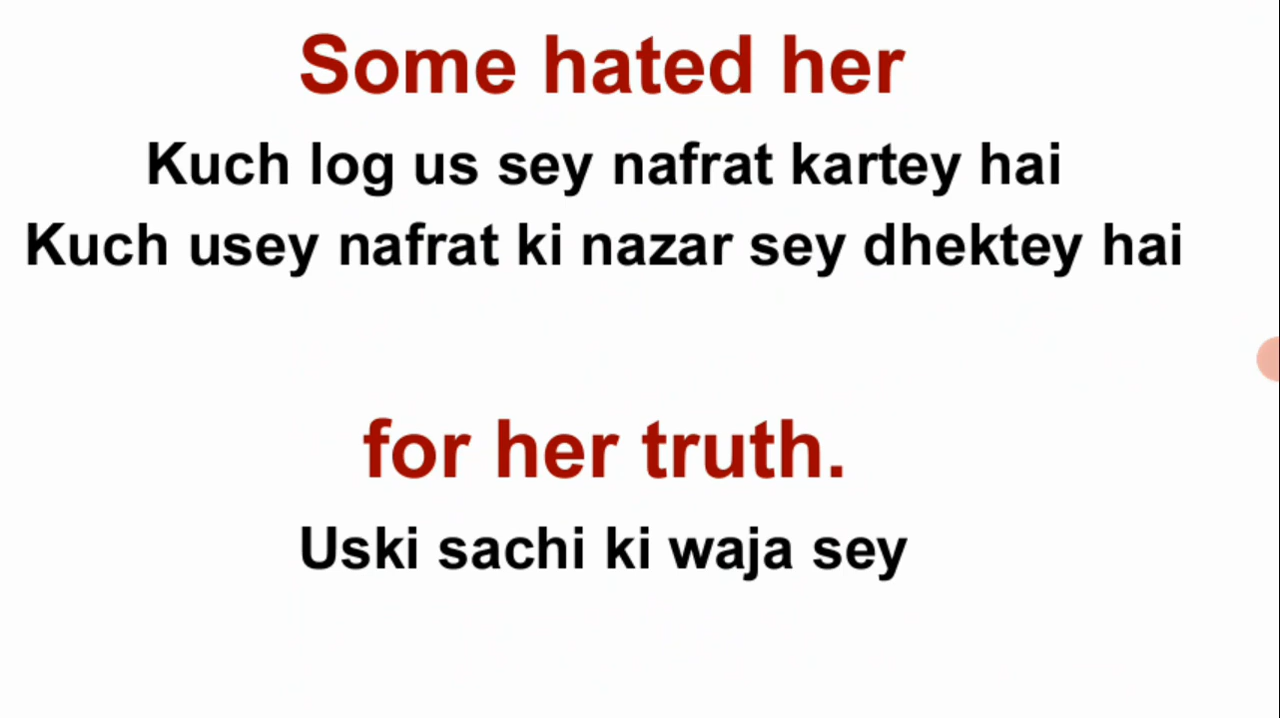 Some hated her
Kuch log us sey nafrat kartey hai
Kuch usey nafrat ki nazar sey dhektey hai
for her truth.
Uski sachi ki waja sey